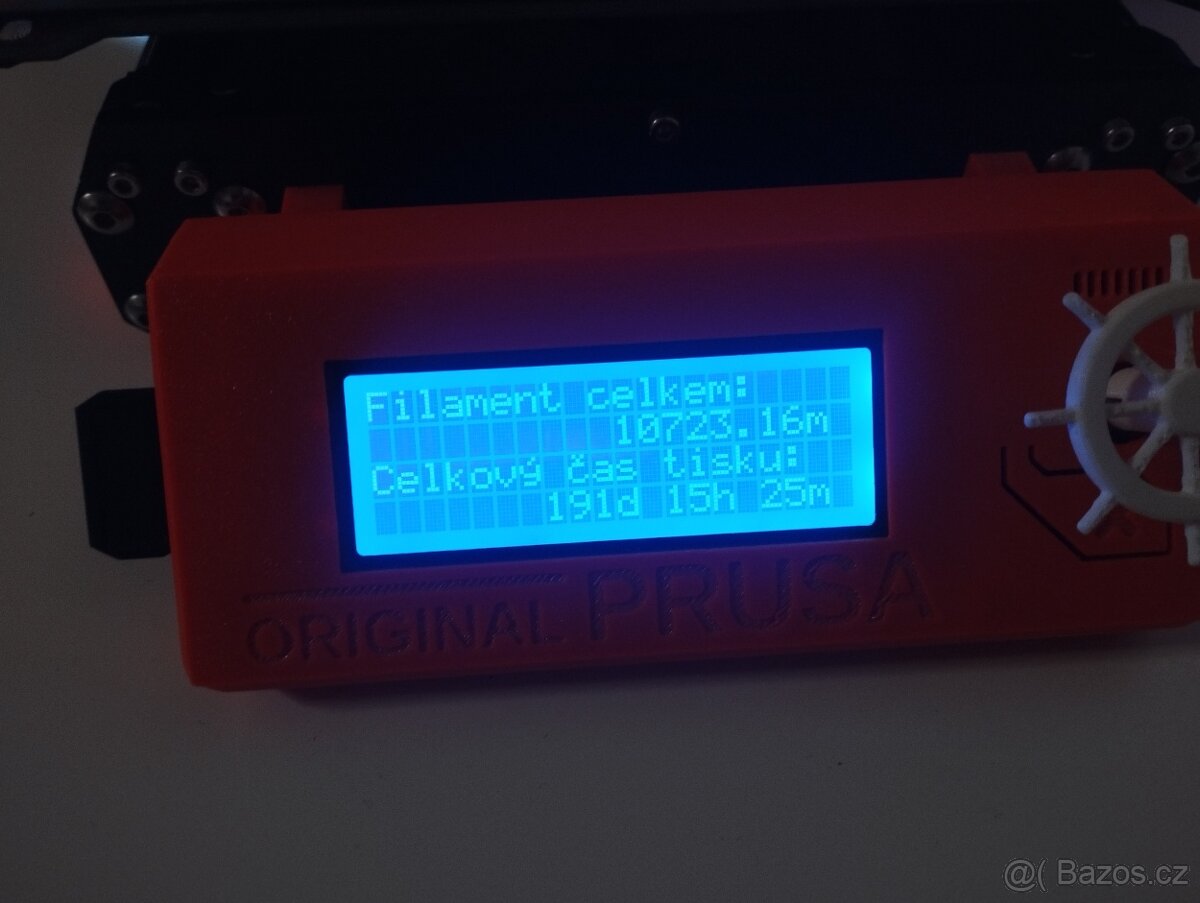 Filament celkem:
10723.16m
Celkový čas tisku:
191d 15h 25m
ORIGINAL PRUSA
@( Bazos.cz